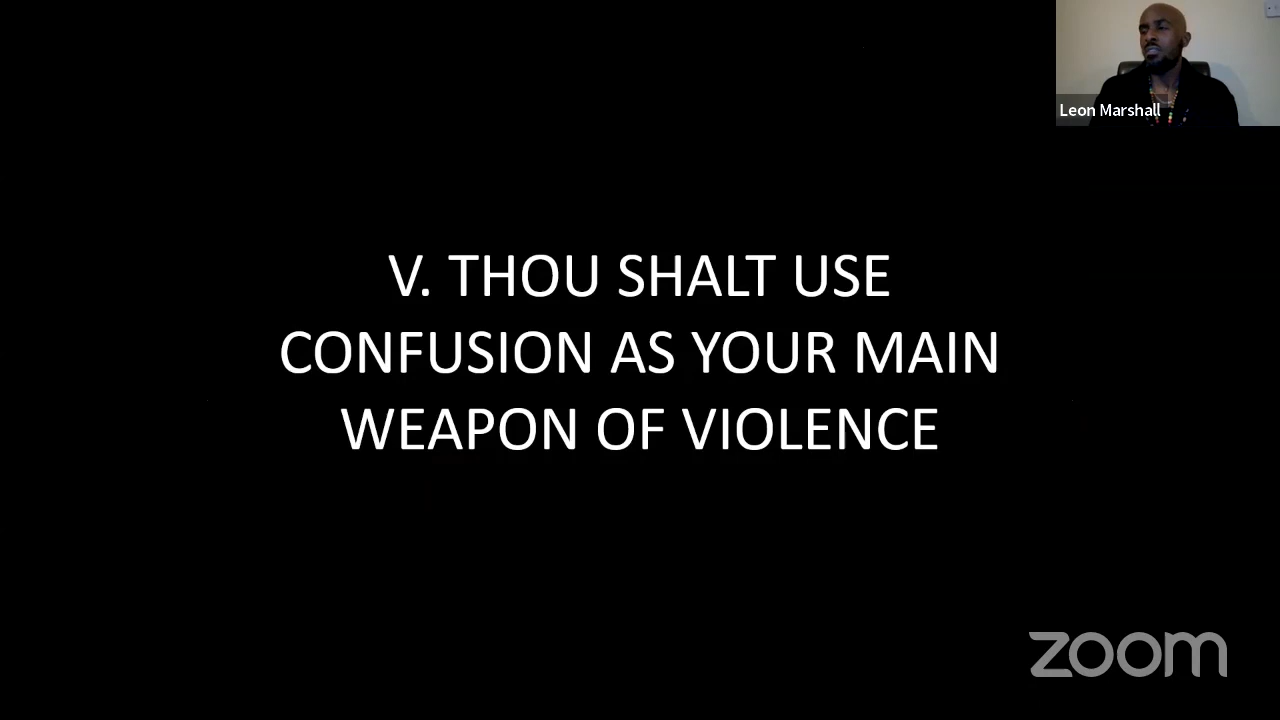 Leon Marshall
V. THOU SHALT USE
CONFUSION AS YOUR MAIN
WEAPON OF VIOLENCE
zoom